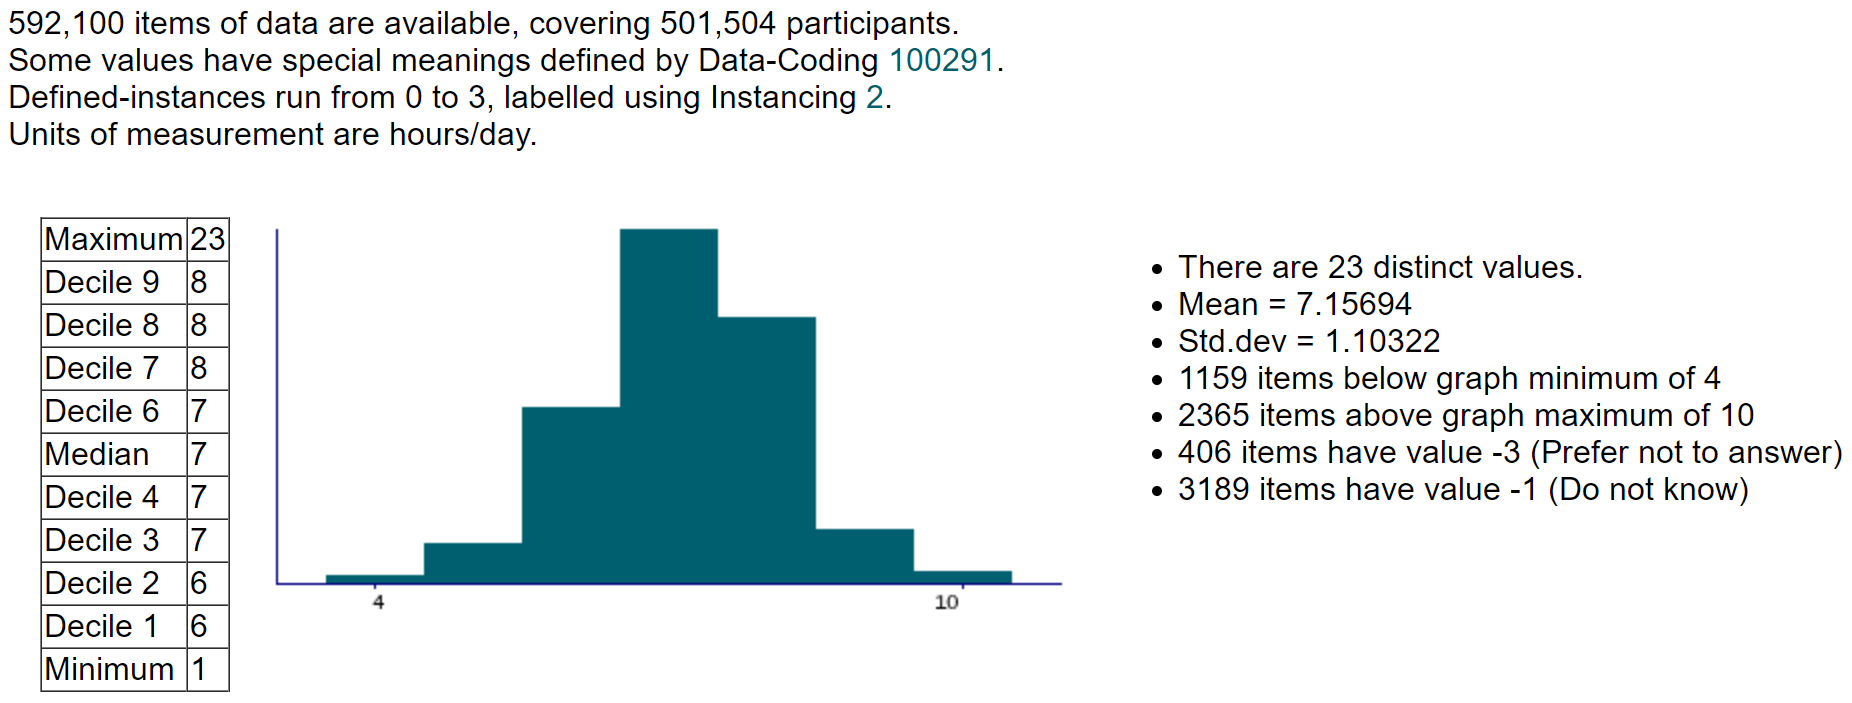 592,100 items of data are available, covering 501,504 participants.
Some values have special meanings defined by Data-Coding 100291.
Defined-instances run from 0 to 3, labelled using Instancing 2.
Units of measurement are hours/day.
Maximum 23
Decile 9 8
Decile 8 8
Decile 7 8
Decile 6 7
Median 7
Decile 4 7
Decile 3 7
Decile 2 6
Decile 1 6
Minimum 1
4 10
• There are 23 distinct values.
• Mean = 7.15694
• Std.dev = 1.10322
• 1159 items below graph minimum of 4
• 2365 items above graph maximum of 10
• 406 items have value -3 (Prefer not to answer)
• 3189 items have value -1 (Do not know)